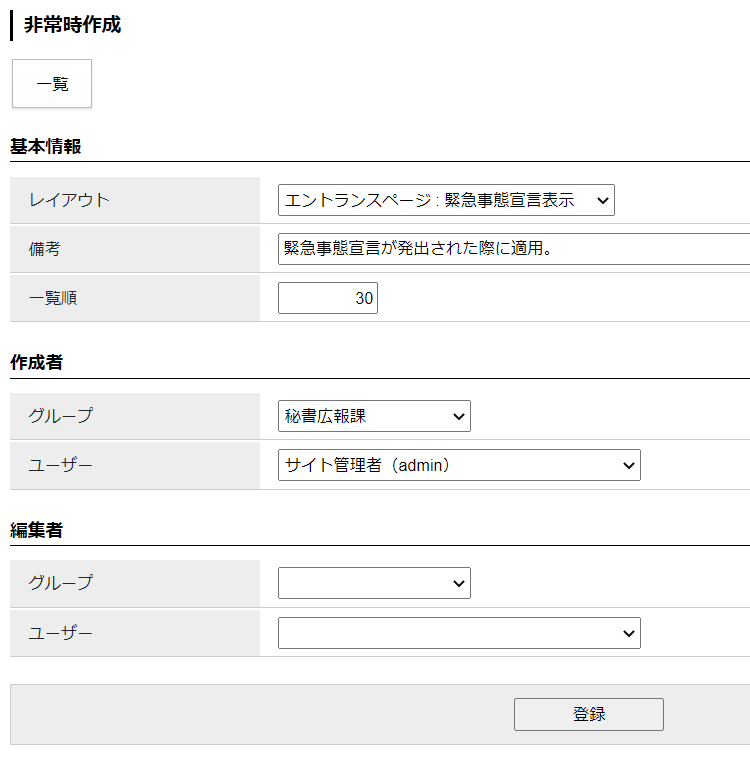 非常時作成
一覧
基本情報
レイアウト
エントランスページ : 緊急事態宣言表示
備考
緊急事態宣言が発出された際に適用。
一覧順
30
作成者
グループ
秘書広報課
ユーザー
サイト管理者（admin）
編集者
グループ
ユーザー
登録